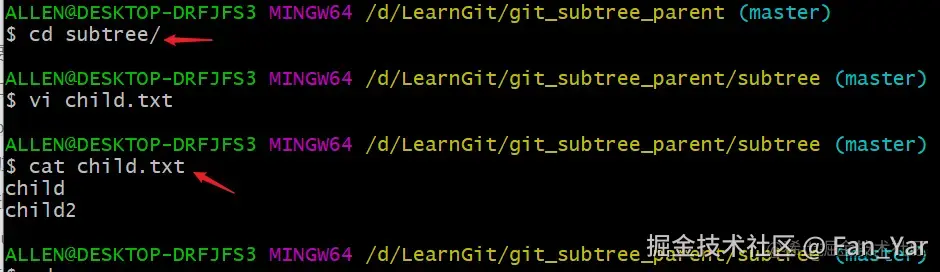 ALLEN@DESKTOP-DRFJFS3 MINGW64 /d/LearnGit/git_subtree_parent (master)
$ cd subtree/
ALLEN@DESKTOP-DRFJFS3 MINGW64 /d/LearnGit/git_subtree_parent/subtree (master)
$ vi child.txt
ALLEN@DESKTOP-DRFJFS3 MINGW64 /d/LearnGit/git_subtree_parent/subtree (master)
$ cat child.txt
child
child2
ALLEN@DESKTOP-DRFJFS3 MINGW64 /d/LearnGit/git_subtree_parent/subtree (master)
掘金技术社区 @ Fan_Yar